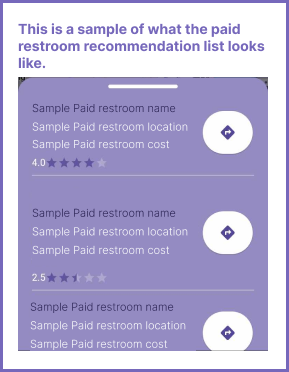 This is a sample of what the paid
restroom recommendation list looks
like.
Sample Paid restroom name
Sample Paid restroom location
Sample Paid restroom cost
4.0
Sample Paid restroom name
Sample Paid restroom location
Sample Paid restroom cost
2.5
Sample Paid restroom name
Sample Paid restroom location
Sample Paid restroom cost